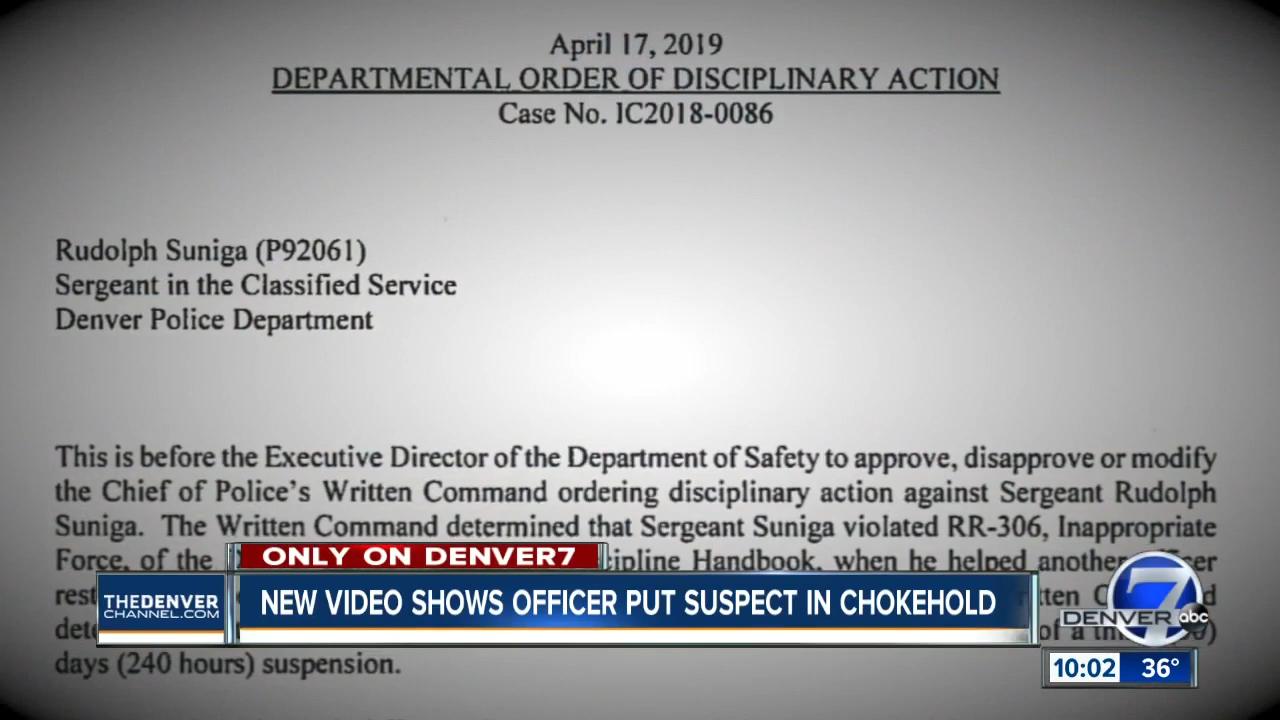 April 17, 2019
DEPARTMENTAL ORDER OF DISCIPLINARY ACTION
Case No. IC2018-0086
Rudolph Suniga (P92061)
Sergeant in the Classified Service
Denver Police Department
This is before the Executive Director of the Department of Safety to approve, disapprove or modify
the Chief of Police's Written Command ordering disciplinary action against Sergeant Rudolph
Suniga. The Written Command determined that Sergeant Suniga violated RR-306, Inappropriate
Force, of the Handbook, when he helped another
of a
days (240 hours) suspension.
ONLY ON DENVER7
NEW VIDEO SHOWS OFFICER PUT SUSPECT IN CHOKEHOLD
THEDENVER
CHANNEL.COM
7
DENVER abc
10:02 36°